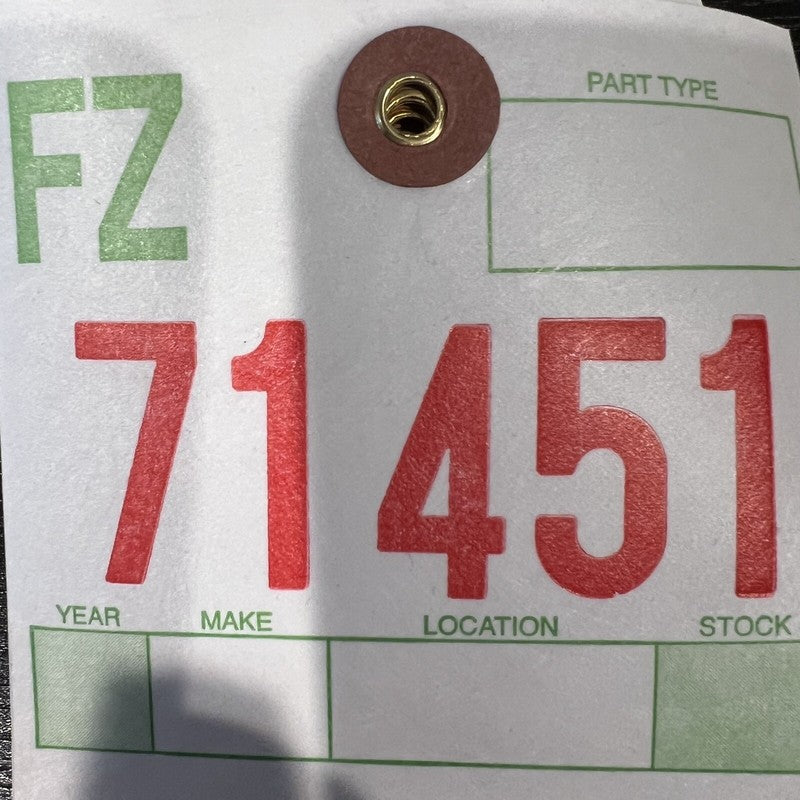 FZ
PART TYPE
71451
YEAR MAKE LOCATION STOCK